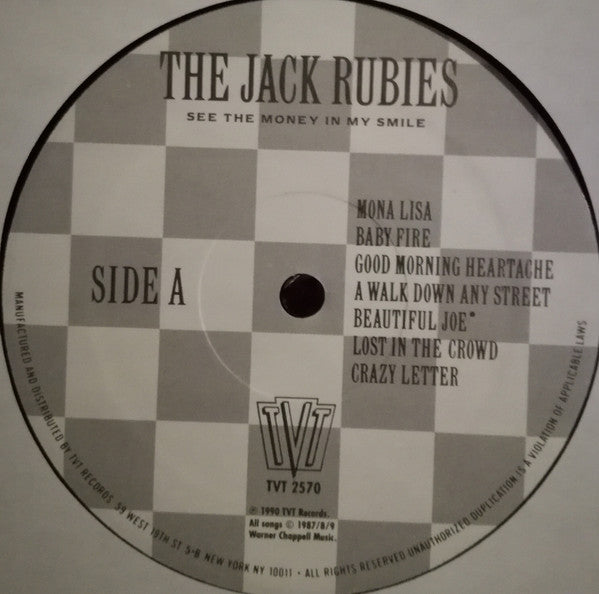 THE JACK RUBIES
SEE THE MONEY IN MY SMILE
MONA LISA
BABY FIRE
GOOD MORNING HEARTACHE
A WALK DOWN ANY STREET
BEAUTIFUL JOE*
LOST IN THE CROWD
CRAZY LETTER
SIDE A
TVT
TVT 2570
℗ 1990 TVT Records.
All songs © 1987/8/9
Warner Chappell Music.
MANUFACTURED AND DISTRIBUTED BY TVT RECORDS, 59 WEST 19TH ST 5-B NEW YORK NY 10011 • ALL RIGHTS RESERVED UNAUTHORIZED DUPLICATION IS A VIOLATION OF APPLICABLE LAWS